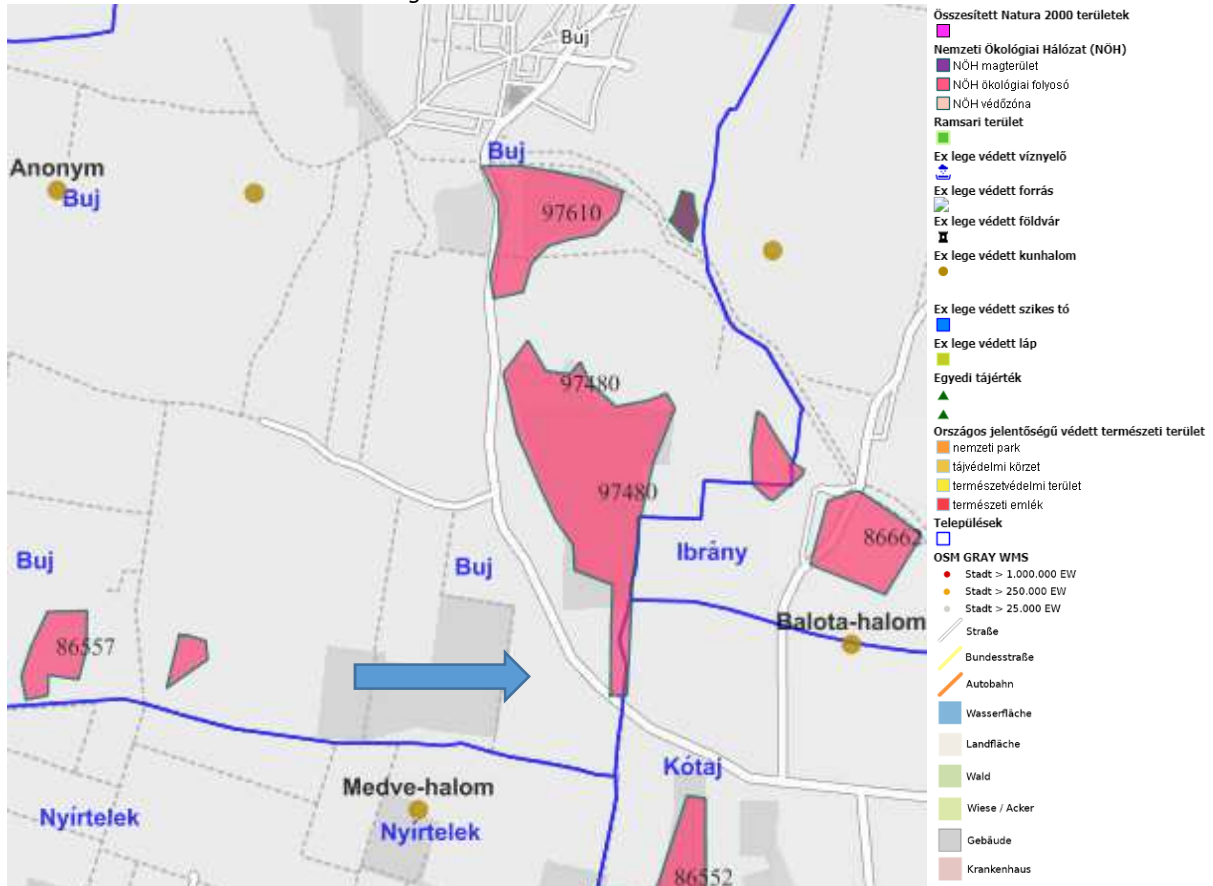 Buj
Buj
Anonym
Buj
97610
97480
97480
86662
Ibrány
Buj
Buj
86557
Balota-halom
Kótaj
Medve-halom
Nyírtelek
Nyírtelek
86552
Összesített Natura 2000 területek
Nemzeti Ökológiai Hálózat (NÖH)
NÖH magterület
NÖH ökológiai folyosó
NÖH védőzóna
Ramsari terület
Ex lege védett víznyelő
Ex lege védett forrás
Ex lege védett földvár
Ex lege védett kunhalom
Ex lege védett szikes tó
Ex lege védett láp
Egyedi tájérték
Országos jelentőségű védett természeti terület
nemzeti park
tájvédelmi körzet
természetvédelmi terület
természeti emlék
Települések
OSM GRAY WMS
Stadt > 1.000.000 EW
Stadt > 250.000 EW
Stadt > 25.000 EW
Straße
Bundesstraße
Autobahn
Wasserfläche
Landfläche
Wald
Wiese / Acker
Gebäude
Krankenhaus